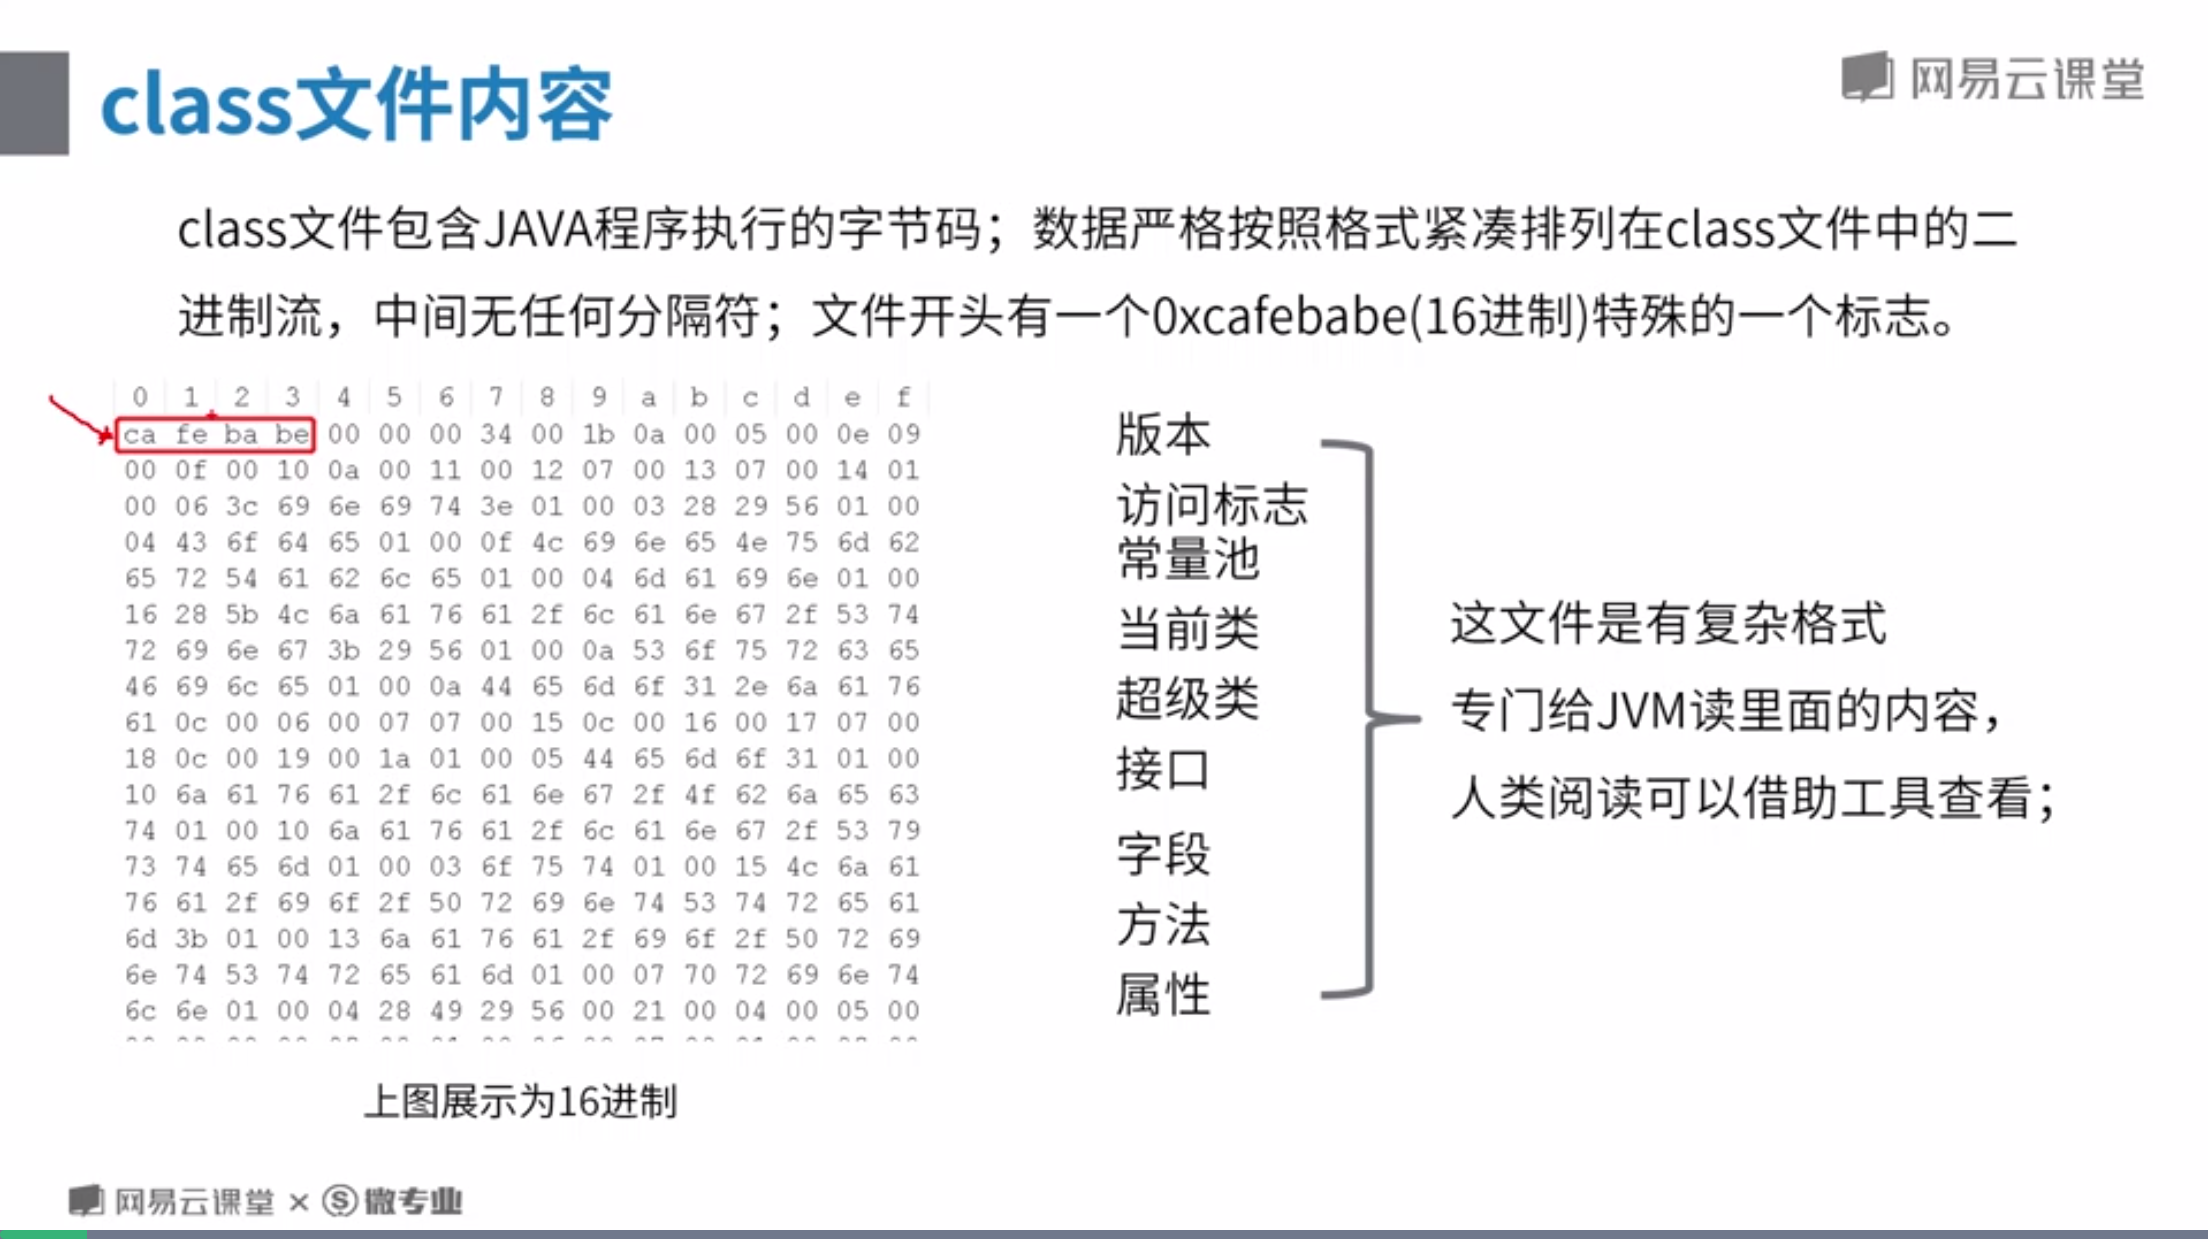 class文件内容
网易云课堂
class文件包含JAVA程序执行的字节码；数据严格按照格式紧凑排列在class文件中的二
进制流，中间无任何分隔符；文件开头有一个0xcafebabe(16进制)特殊的一个标志。
0 1 2 3 4 5 6 7 8 9 a b c d e f
ca fe ba be 00 00 00 34 00 1b 0a 00 05 00 0e 09
00 0f 00 10 0a 00 11 00 12 07 00 13 07 00 14 01
00 06 3c 69 6e 69 74 3e 01 00 03 28 29 56 01 00
04 43 6f 64 65 01 00 0f 4c 69 6e 65 4e 75 6d 62
65 72 54 61 62 6c 65 01 00 04 6d 61 69 6e 01 00
16 28 5b 4c 6a 61 76 61 2f 6c 61 6e 67 2f 53 74
72 69 6e 67 3b 29 56 01 00 0a 53 6f 75 72 63 65
46 69 6c 65 01 00 0a 44 65 6d 6f 31 2e 6a 61 76
61 0c 00 06 00 07 07 00 15 0c 00 16 00 17 07 00
18 0c 00 19 00 1a 01 00 05 44 65 6d 6f 31 01 00
10 6a 61 76 61 2f 6c 61 6e 67 2f 4f 62 6a 65 63
74 01 00 10 6a 61 76 61 2f 6c 61 6e 67 2f 53 79
73 74 65 6d 01 00 03 6f 75 74 01 00 15 4c 6a 61
76 61 2f 69 6f 2f 50 72 69 6e 74 53 74 72 65 61
6d 3b 01 00 13 6a 61 76 61 2f 69 6f 2f 50 72 69
6e 74 53 74 72 65 61 6d 01 00 07 70 72 69 6e 74
6c 6e 01 00 04 28 49 29 56 00 21 00 04 00 05 00
上图展示为16进制
版本
访问标志
常量池
当前类
超级类
接口
字段
方法
属性
这文件是有复杂格式
专门给JVM读里面的内容，
人类阅读可以借助工具查看；
网易云课堂 × 微专业